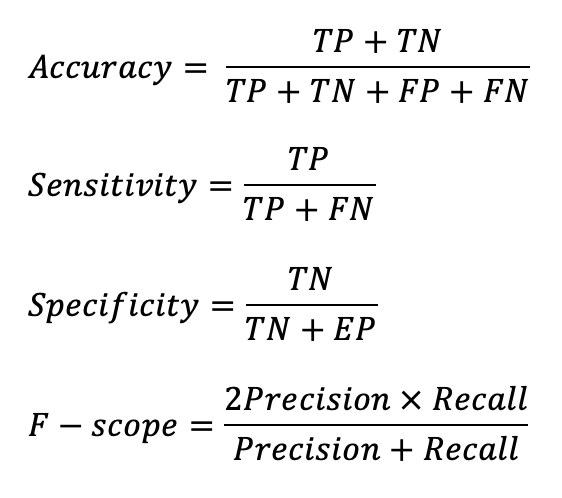 Accuracy = (TP + TN) / (TP + TN + FP + FN)
Sensitivity = TP / (TP + FN)
Specificity = TN / (TN + EP)
F − scope = (2Precision × Recall) / (Precision + Recall)